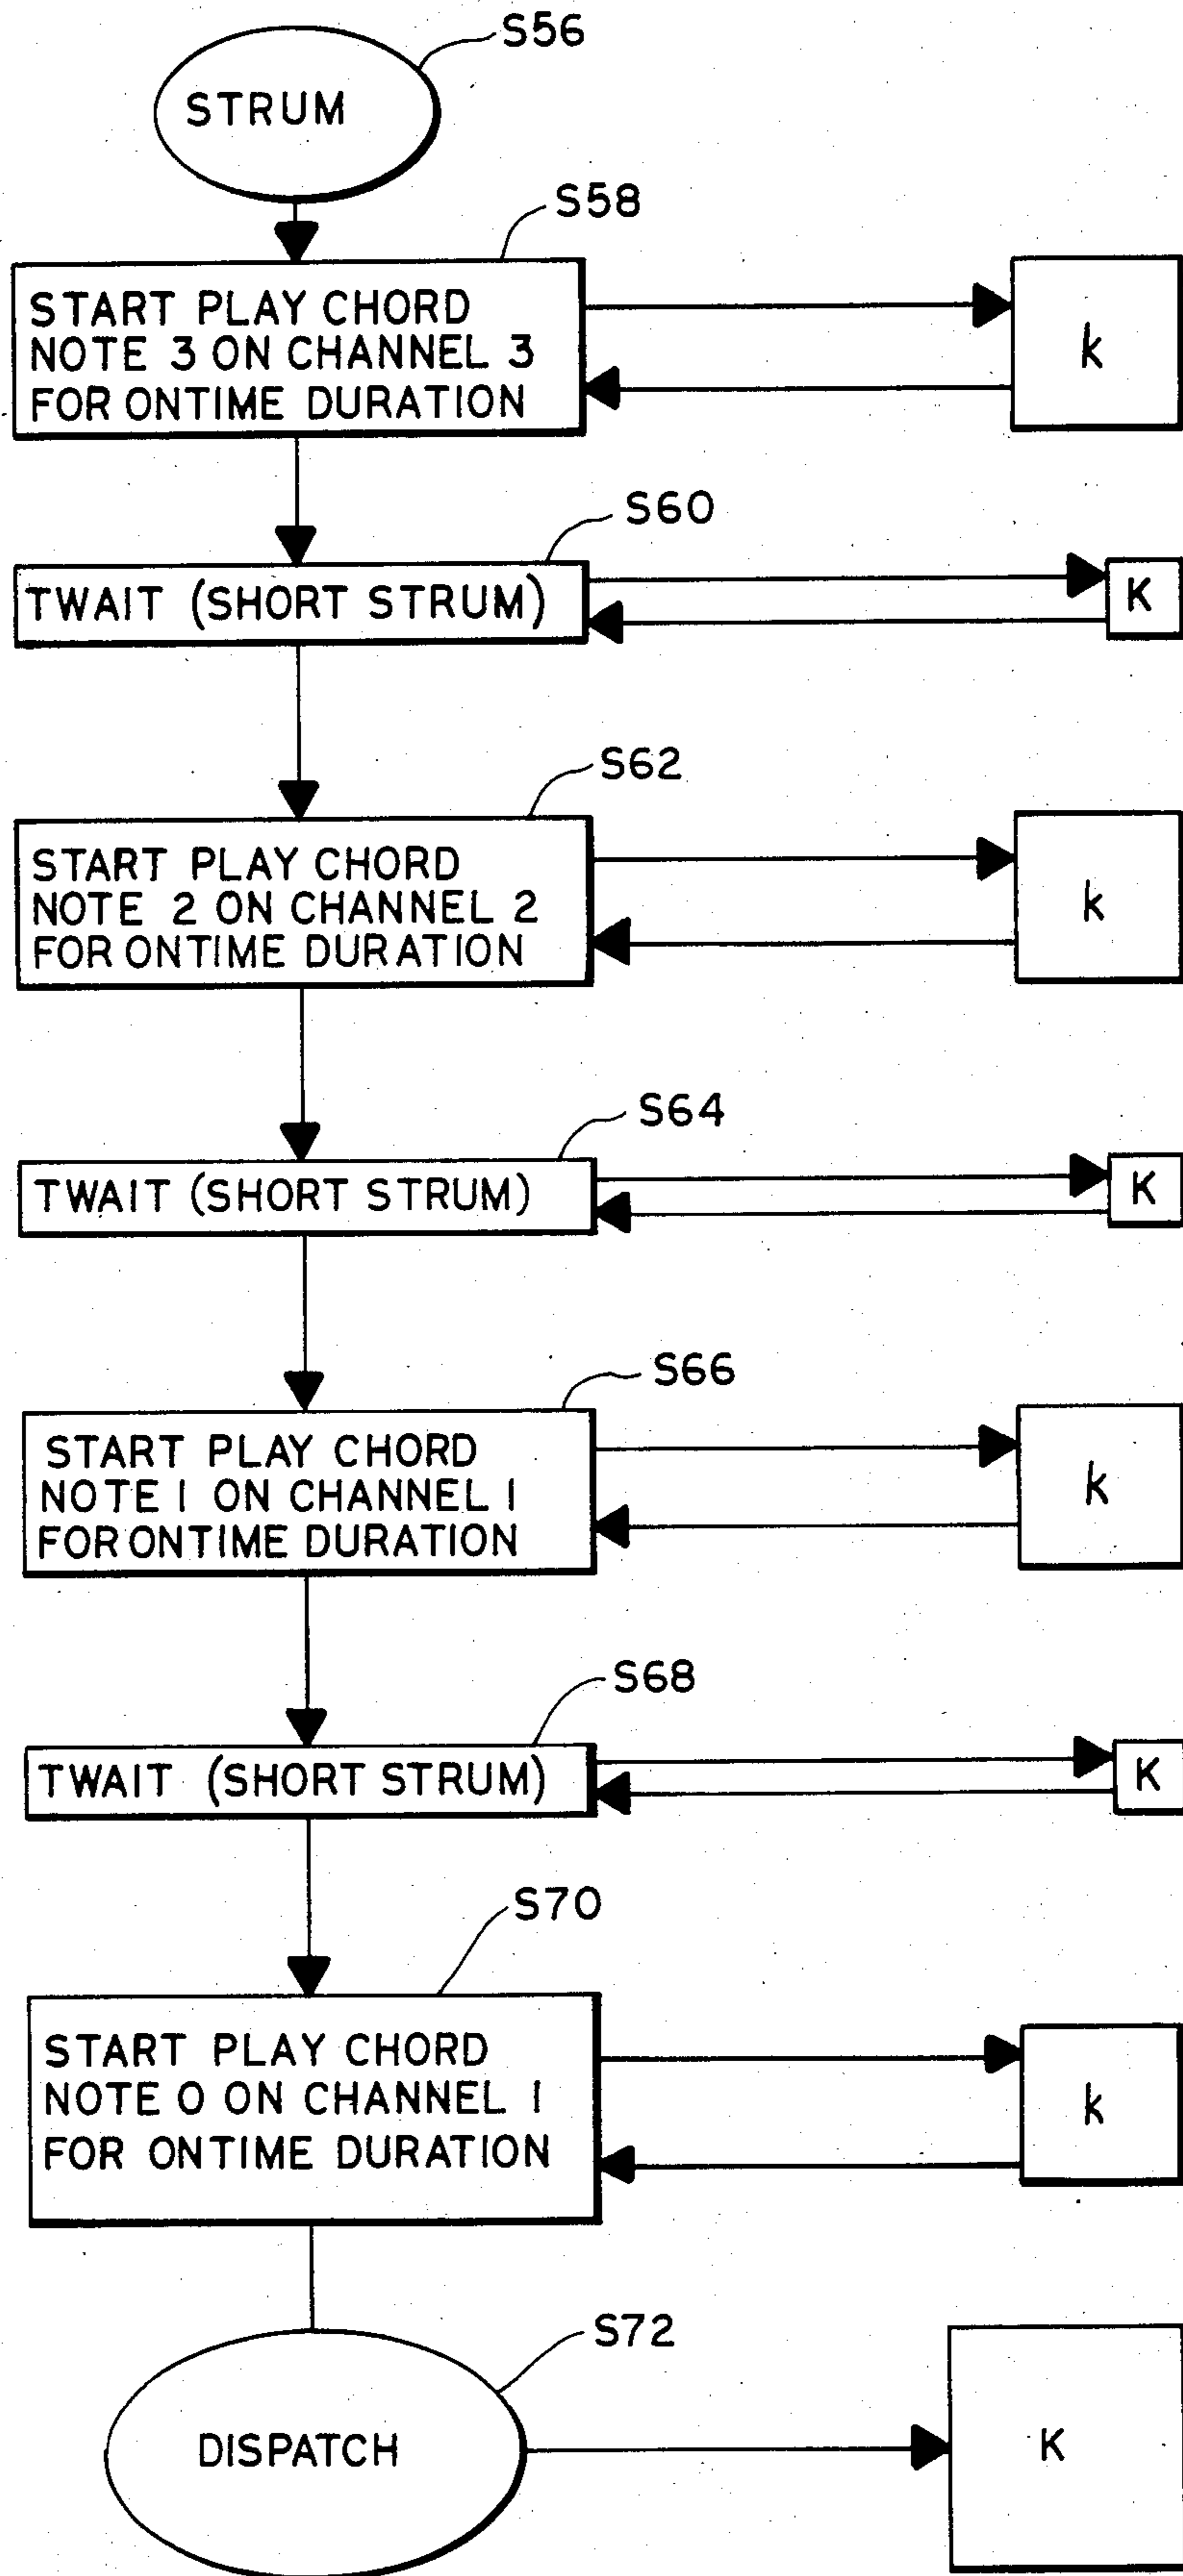 S56
STRUM
S58
START PLAY CHORD
NOTE 3 ON CHANNEL 3
FOR ONTIME DURATION
k
S60
TWAIT (SHORT STRUM)
K
S62
START PLAY CHORD
NOTE 2 ON CHANNEL 2
FOR ONTIME DURATION
k
S64
TWAIT (SHORT STRUM)
K
S66
START PLAY CHORD
NOTE 1 ON CHANNEL 1
FOR ONTIME DURATION
k
S68
TWAIT (SHORT STRUM)
K
S70
START PLAY CHORD
NOTE 0 ON CHANNEL 1
FOR ONTIME DURATION
k
S72
DISPATCH
K